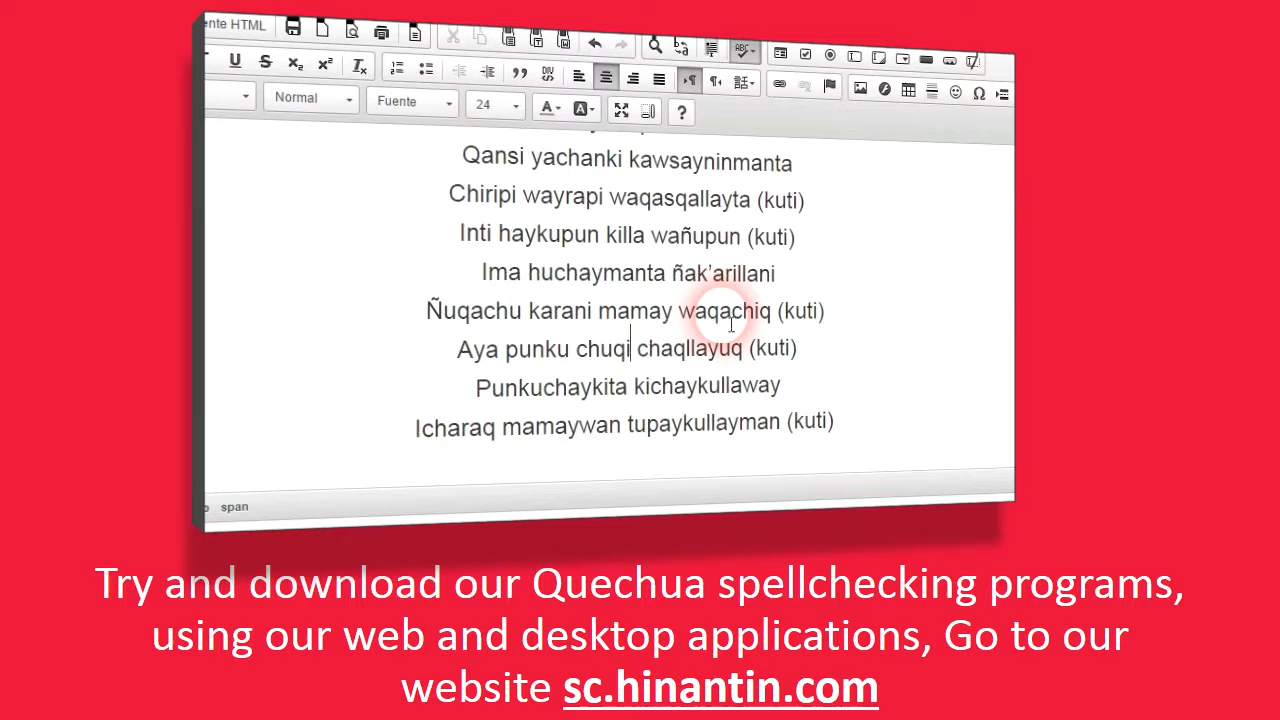 ente HTML
Normal
Fuente
24
Qansi yachanki kawsayninmanta
Chiripi wayrapi waqasqallayta (kuti)
Inti haykupun killa wañupun (kuti)
Ima huchaymanta ñak'arillani
Ñuqachu karani mamay waqachiq (kuti)
Aya punku chuqi chaqllayuq (kuti)
Punkuchaykita kichaykullaway
Icharaq mamaywan tupaykullayman (kuti)
span
Try and download our Quechua spellchecking programs,
using our web and desktop applications, Go to our
website sc.hinantin.com